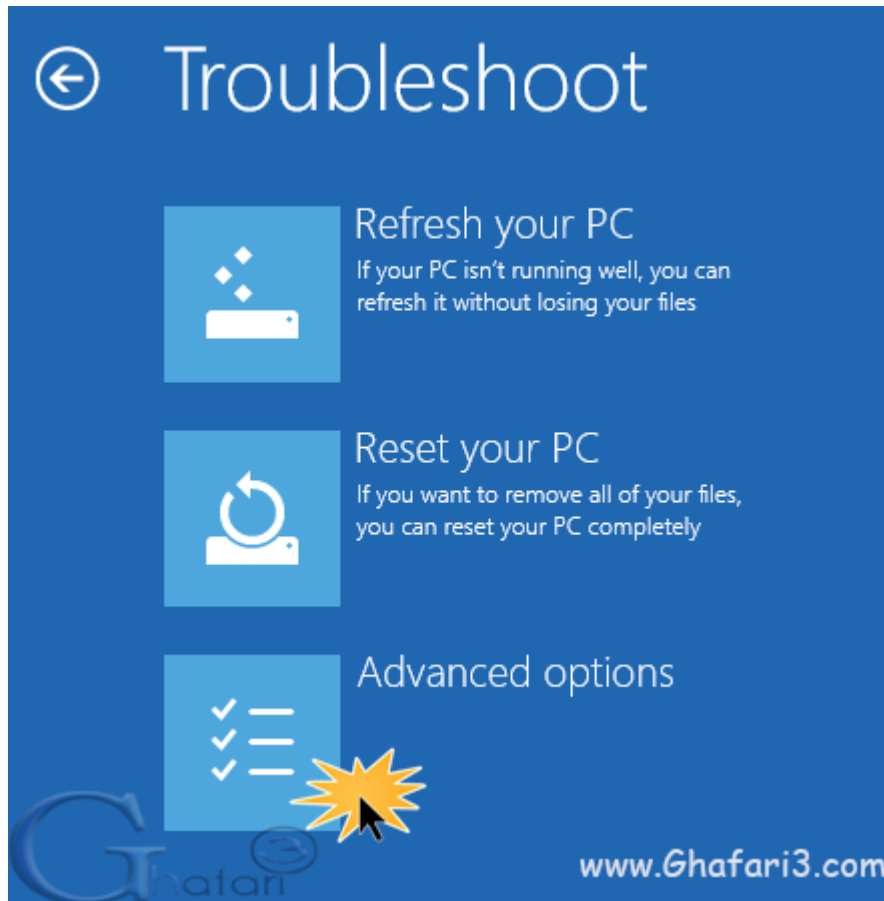 Troubleshoot
Refresh your PC
If your PC isn't running well, you can
refresh it without losing your files
Reset your PC
If you want to remove all of your files,
you can reset your PC completely
Advanced options
Ghafari
3
www.Ghafari3.com